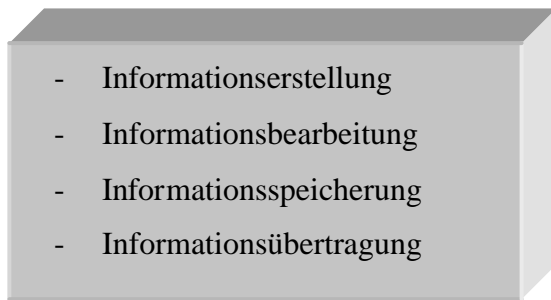 - Informationserstellung
- Informationsbearbeitung
- Informationsspeicherung
- Informationsübertragung